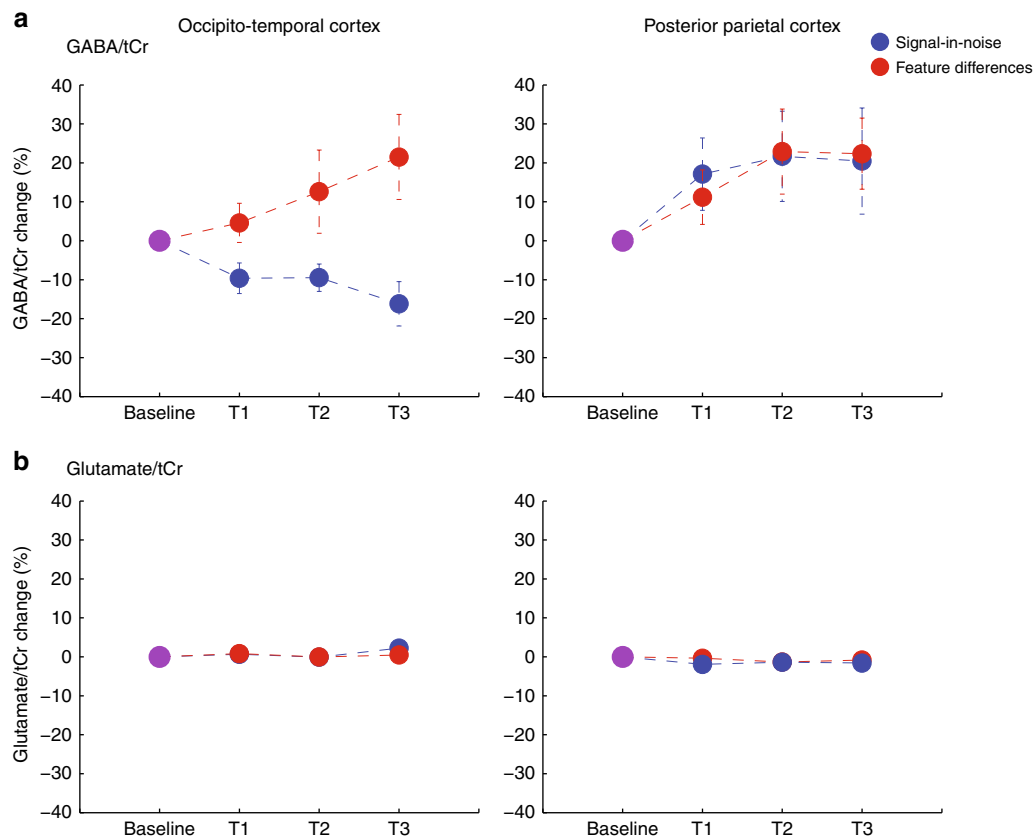 a
Occipito-temporal cortex
Posterior parietal cortex
GABA/tCr
Signal-in-noise
Feature differences
GABA/tCr change (%)
40
30
20
10
0
−10
−20
−30
−40
Baseline T1 T2 T3
Baseline T1 T2 T3
40
30
20
10
0
−10
−20
−30
−40
b
Glutamate/tCr
Glutamate/tCr change (%)
40
30
20
10
0
−10
−20
−30
−40
Baseline T1 T2 T3
40
30
20
10
0
−10
−20
−30
−40
Baseline T1 T2 T3